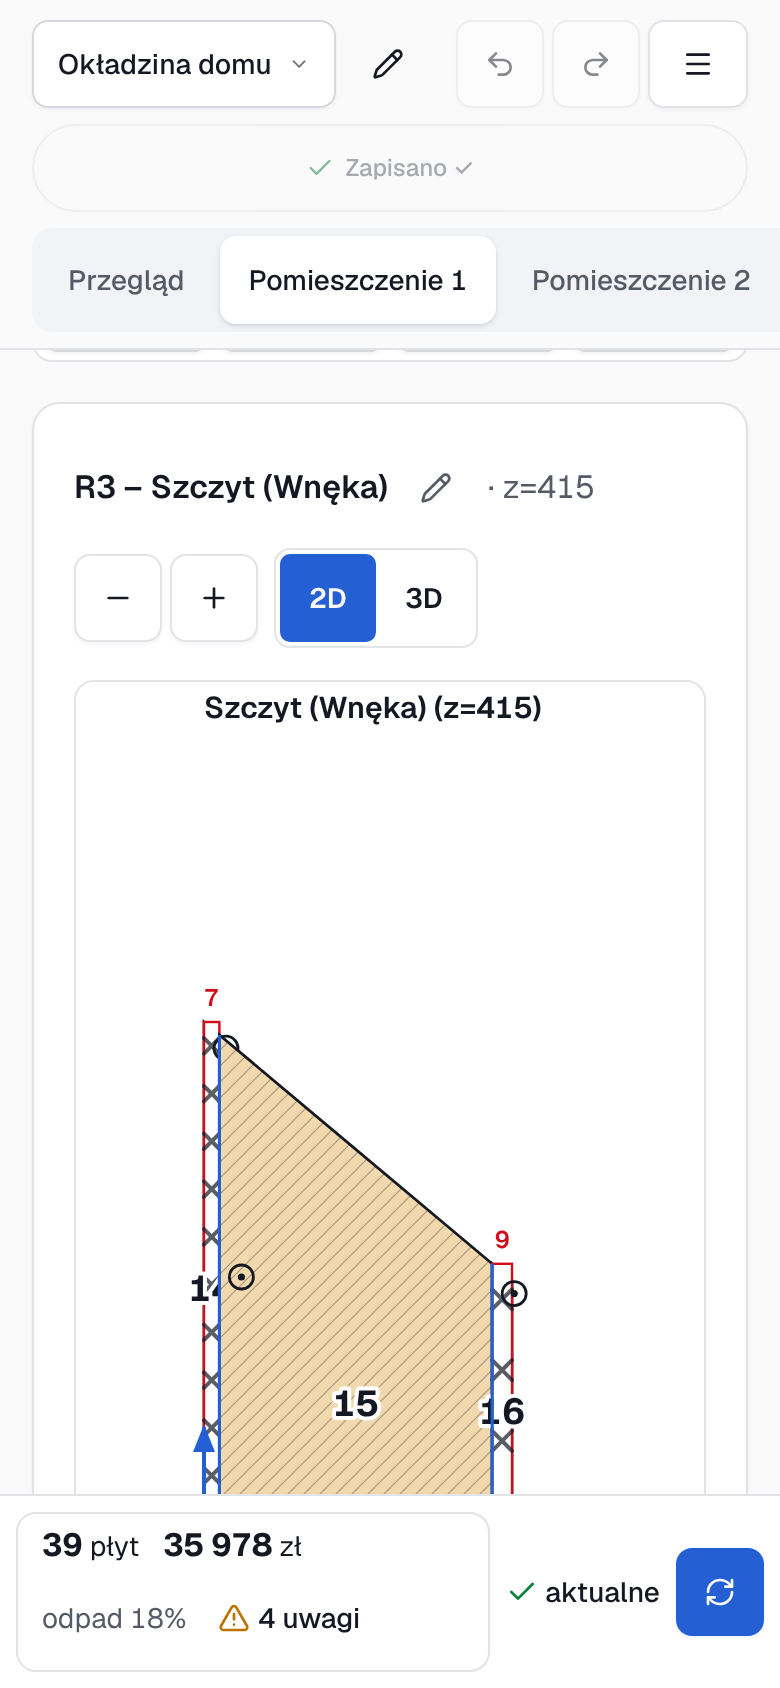 Okładzina domu
Zapisano ✓
Przegląd Pomieszczenie 1 Pomieszczenie 2
R3 – Szczyt (Wnęka) · z=415
− + 2D 3D
Szczyt (Wnęka) (z=415)
7
9
14
15
16
39 płyt 35 978 zł
odpad 18% 4 uwagi
aktualne